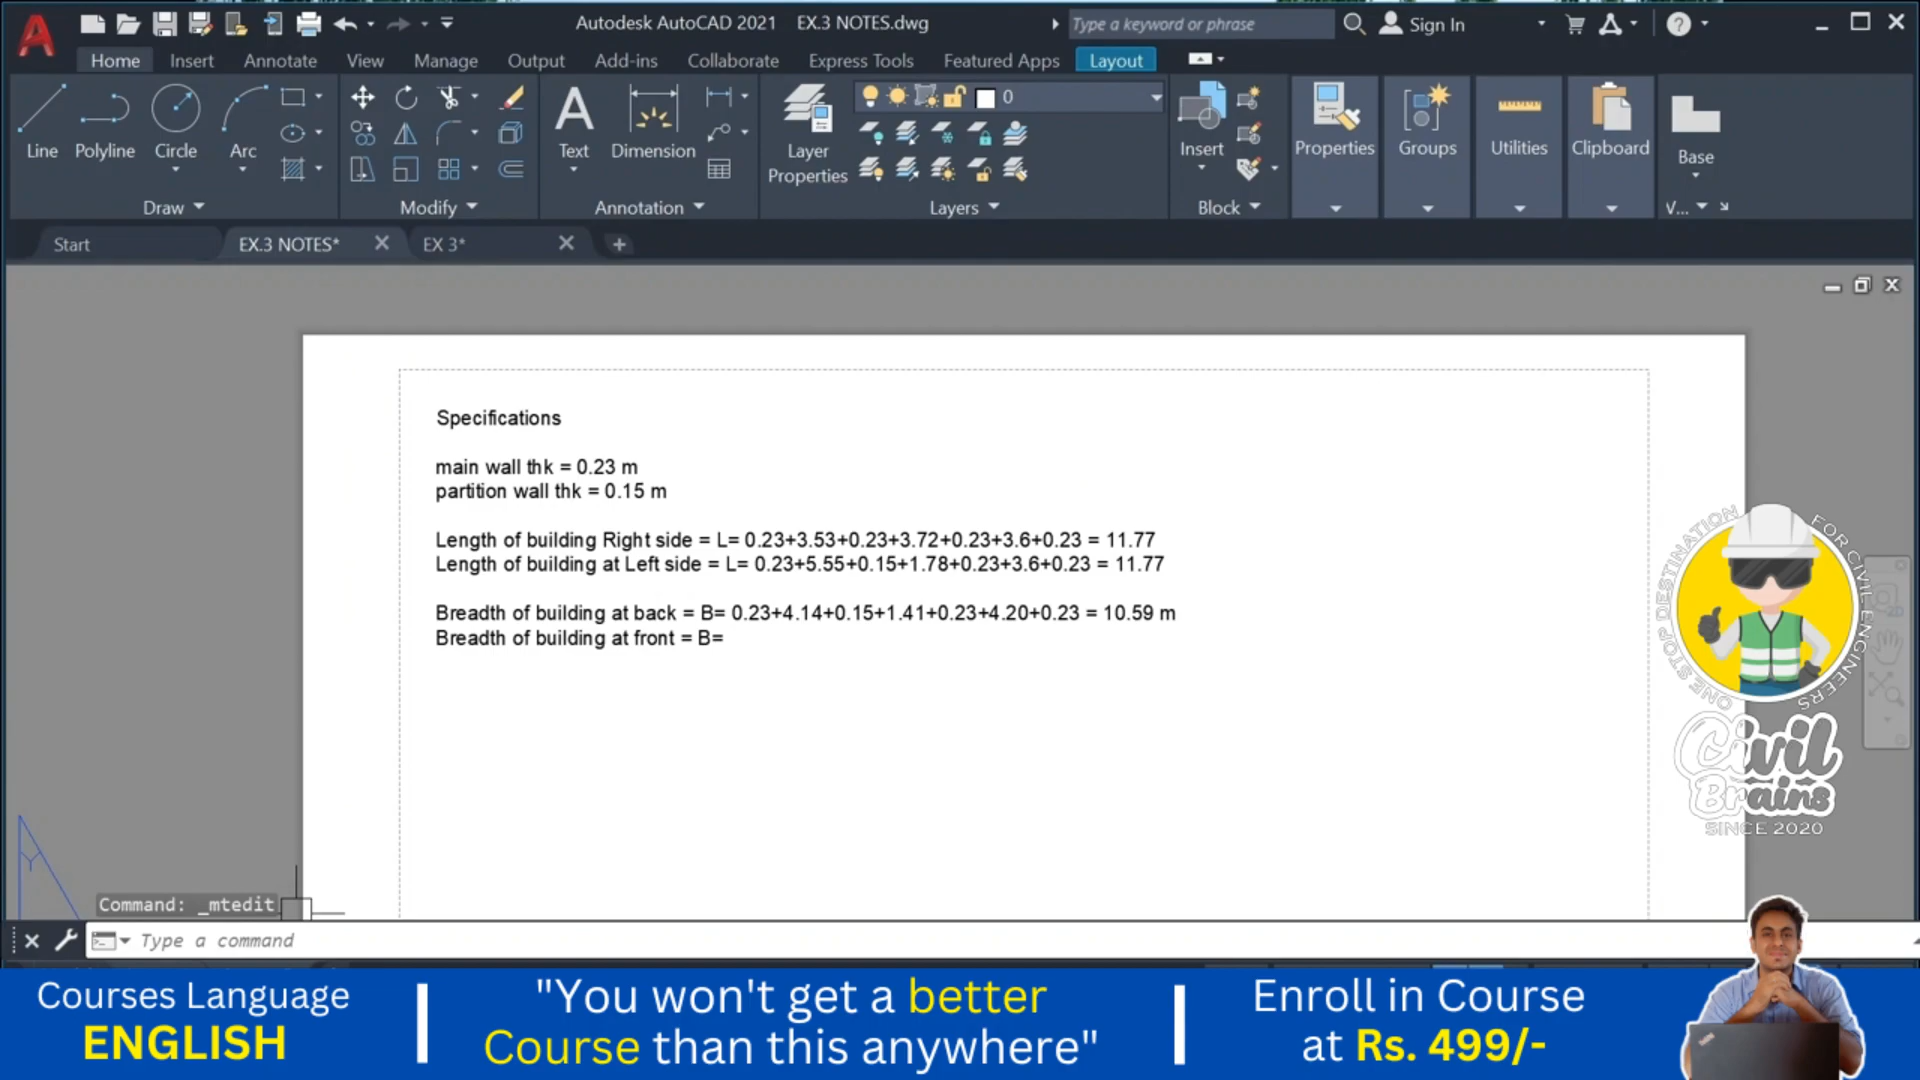 Autodesk AutoCAD 2021 EX.3 NOTES.dwg
Type a keyword or phrase
Sign In
Home Insert Annotate View Manage Output Add-ins Collaborate Express Tools Featured Apps Layout
Line Polyline Circle Arc
Text Dimension
Layer Properties
0
Insert
Properties Groups Utilities Clipboard Base
Draw Modify Annotation Layers Block V...
Start EX.3 NOTES* EX 3*
Specifications
main wall thk = 0.23 m
partition wall thk = 0.15 m
Length of building Right side = L= 0.23+3.53+0.23+3.72+0.23+3.6+0.23 = 11.77
Length of building at Left side = L= 0.23+5.55+0.15+1.78+0.23+3.6+0.23 = 11.77
Breadth of building at back = B= 0.23+4.14+0.15+1.41+0.23+4.20+0.23 = 10.59 m
Breadth of building at front = B=
ONE STOP DESTINATION FOR CIVIL ENGINEERS
Civil
Brains
SINCE 2020
Y
Command: _mtedit
Type a command
Courses Language
ENGLISH
"You won't get a better
Course than this anywhere"
Enroll in Course
at Rs. 499/-